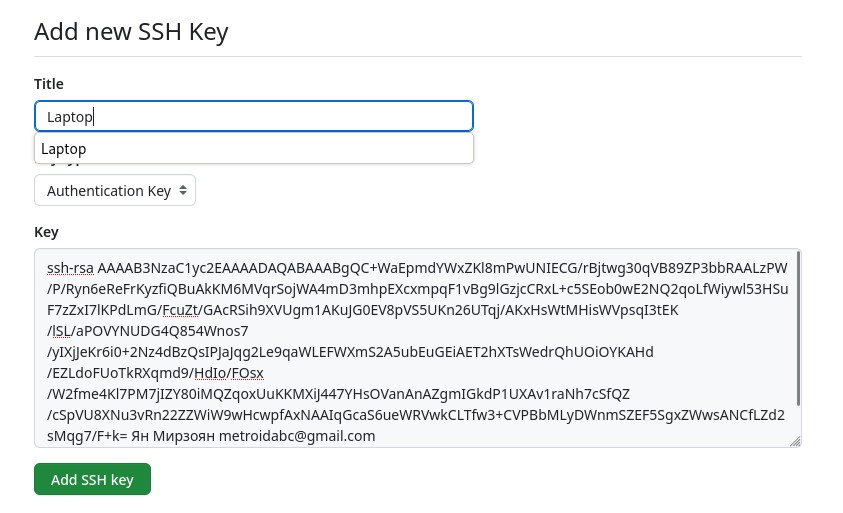 Add new SSH Key
Title
Laptop
Laptop
Authentication Key
Key
ssh-rsa AAAAB3NzaC1yc2EAAAADAQABAAABgQC+WaEpmdYWxZKl8mPwUNIECG/rBjtwg30qVB89ZP3bbRAALzPW
/P/Ryn6eReFrKyzfiQBuAkKM6MVqrSojWA4mD3mhpEXcxmpqF1vBg9lGzjcCRxL+c5SEob0wE2NQ2qoLfWiywl53HSu
F7zZxI7lKPdLmG/FcuZt/GAcRSih9XVUgm1AKuJG0EV8pVS5UKn26UTqj/AKxHsWtMHisWVpsqI3tEK
/lSL/aPOVYNUDG4Q854Wnos7
/yIXjJeKr6i0+2Nz4dBzQsIPJaJqg2Le9qaWLEFWXmS2A5ubEuGEiAET2hXTsWedrQhUOiOYKAHd
/EZLdoFUoTkRXqmd9/HdIo/FOsx
/W2fme4Kl7PM7jIZY80iMQZqoxUuKKMXiJ447YHsOVanAnAZgmIGkdP1UXAv1raNh7cSfQZ
/cSpVU8XNu3vRn22ZZWiW9wHcwpfAxNAAIqGcaS6ueWRVwkCLTfw3+CVPBbMLyDWnmSZEF5SgxZWwsANCfLZd2
sMqg7/F+k= Ян Мирзоян metroidabc@gmail.com
Add SSH key